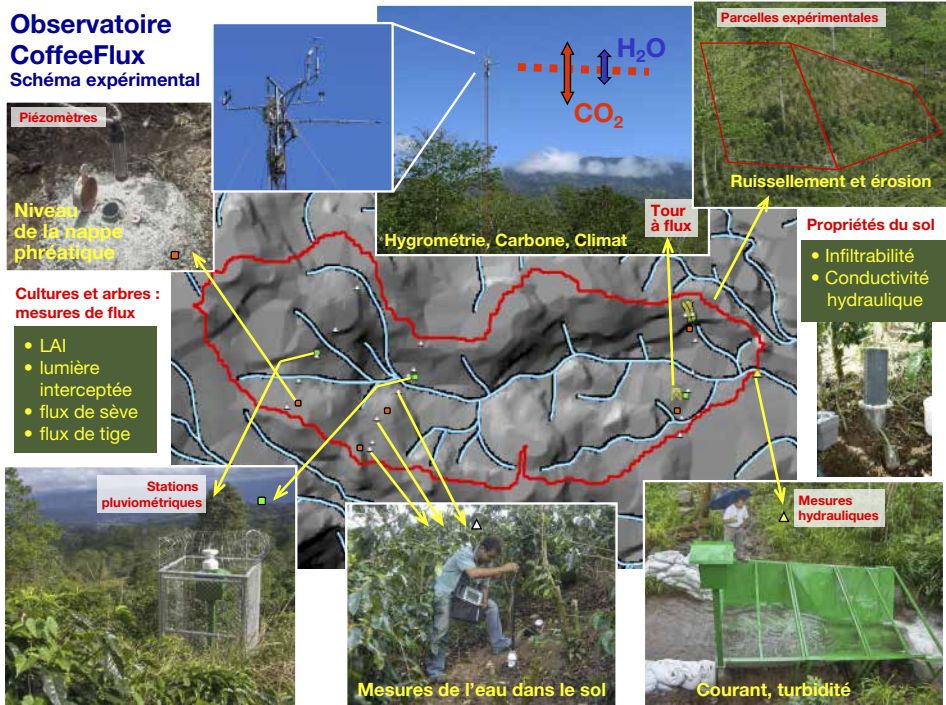 Observatoire
CoffeeFlux
Schéma expérimental
H₂O
CO₂
Hygrométrie, Carbone, Climat
Parcelles expérimentales
Ruissellement et érosion
Piézomètres
Niveau
de la nappe
phréatique
Tour
à flux
Propriétés du sol
• Infiltrabilité
• Conductivité
hydraulique
Cultures et arbres :
mesures de flux
• LAI
• lumière
interceptée
• flux de sève
• flux de tige
Stations
pluviométriques
Mesures de l'eau dans le sol
Mesures
hydrauliques
Courant, turbidité